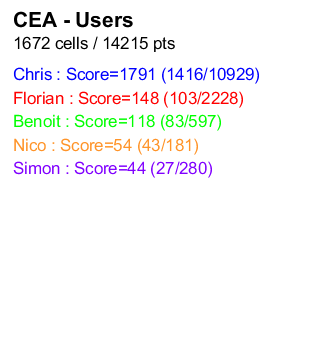 CEA - Users
1672 cells / 14215 pts
Chris : Score=1791 (1416/10929)
Florian : Score=148 (103/2228)
Benoit : Score=118 (83/597)
Nico : Score=54 (43/181)
Simon : Score=44 (27/280)